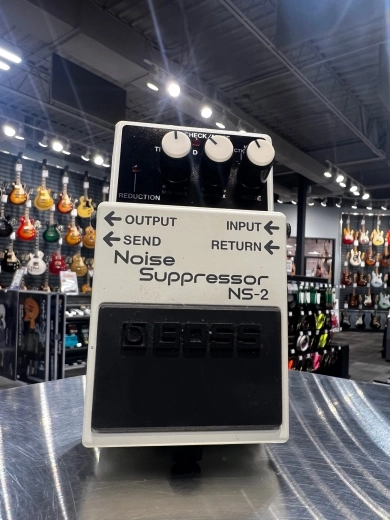 CHECK/
REDUCTION
OUTPUT
INPUT
SEND
RETURN
Noise
Suppressor
NS-2
BOSS